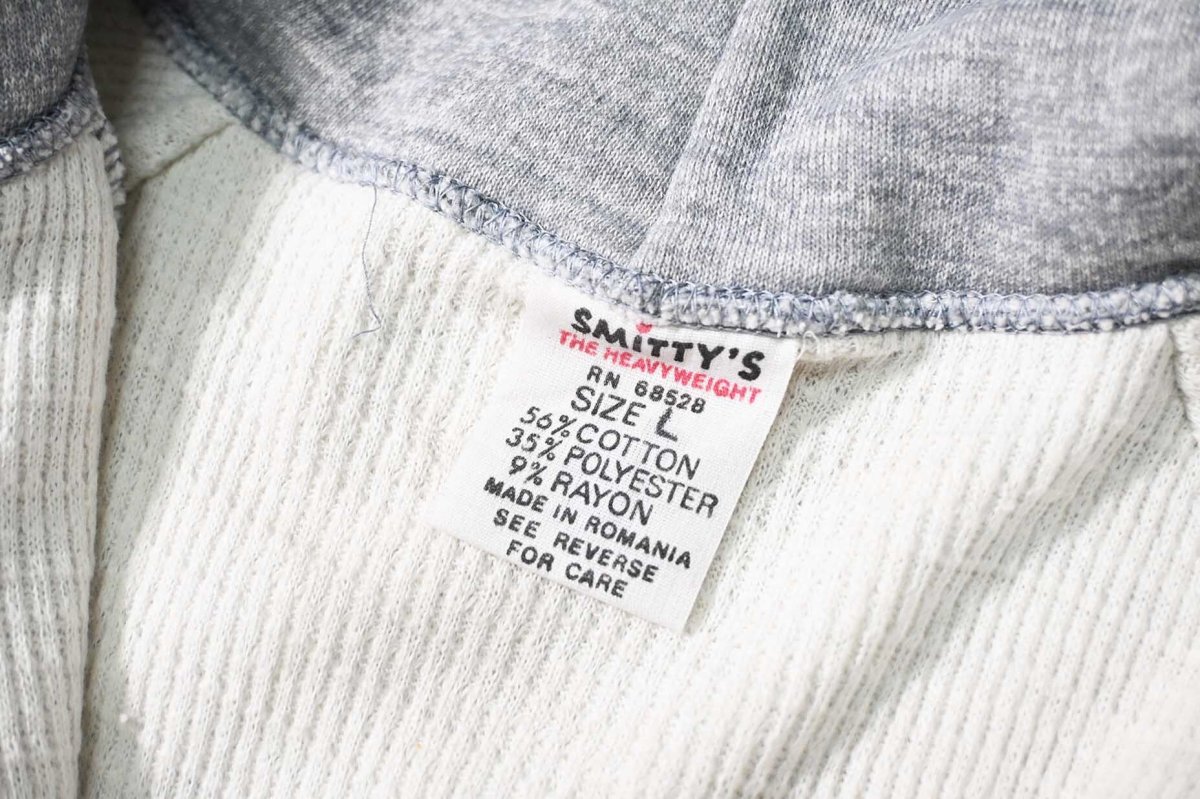 SMiTTY'S
THE HEAVYWEIGHT
RN 68528
SIZE L
56% COTTON
35% POLYESTER
9% RAYON
MADE IN ROMANIA
SEE REVERSE
FOR CARE